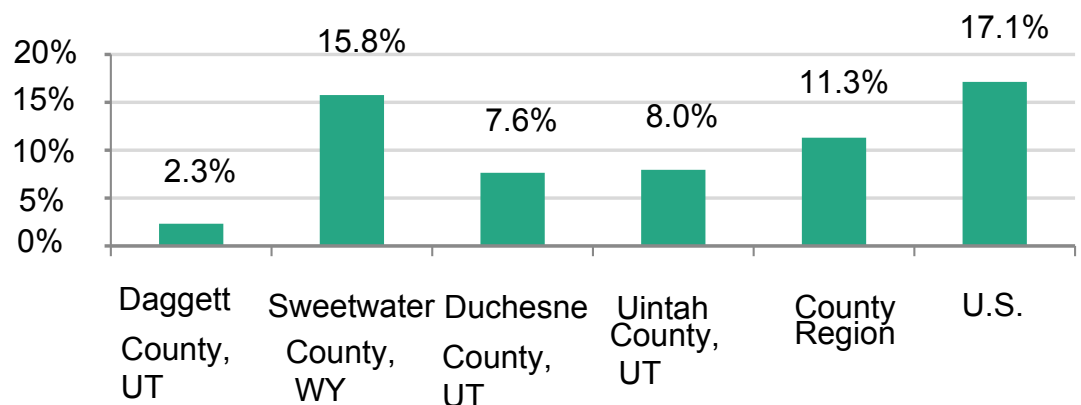 20%
15%
10%
5%
0%
2.3%
15.8%
7.6%
8.0%
11.3%
17.1%
Daggett
County,
UT
Sweetwater
County,
WY
Duchesne
County,
UT
Uintah
County,
UT
County
Region
U.S.